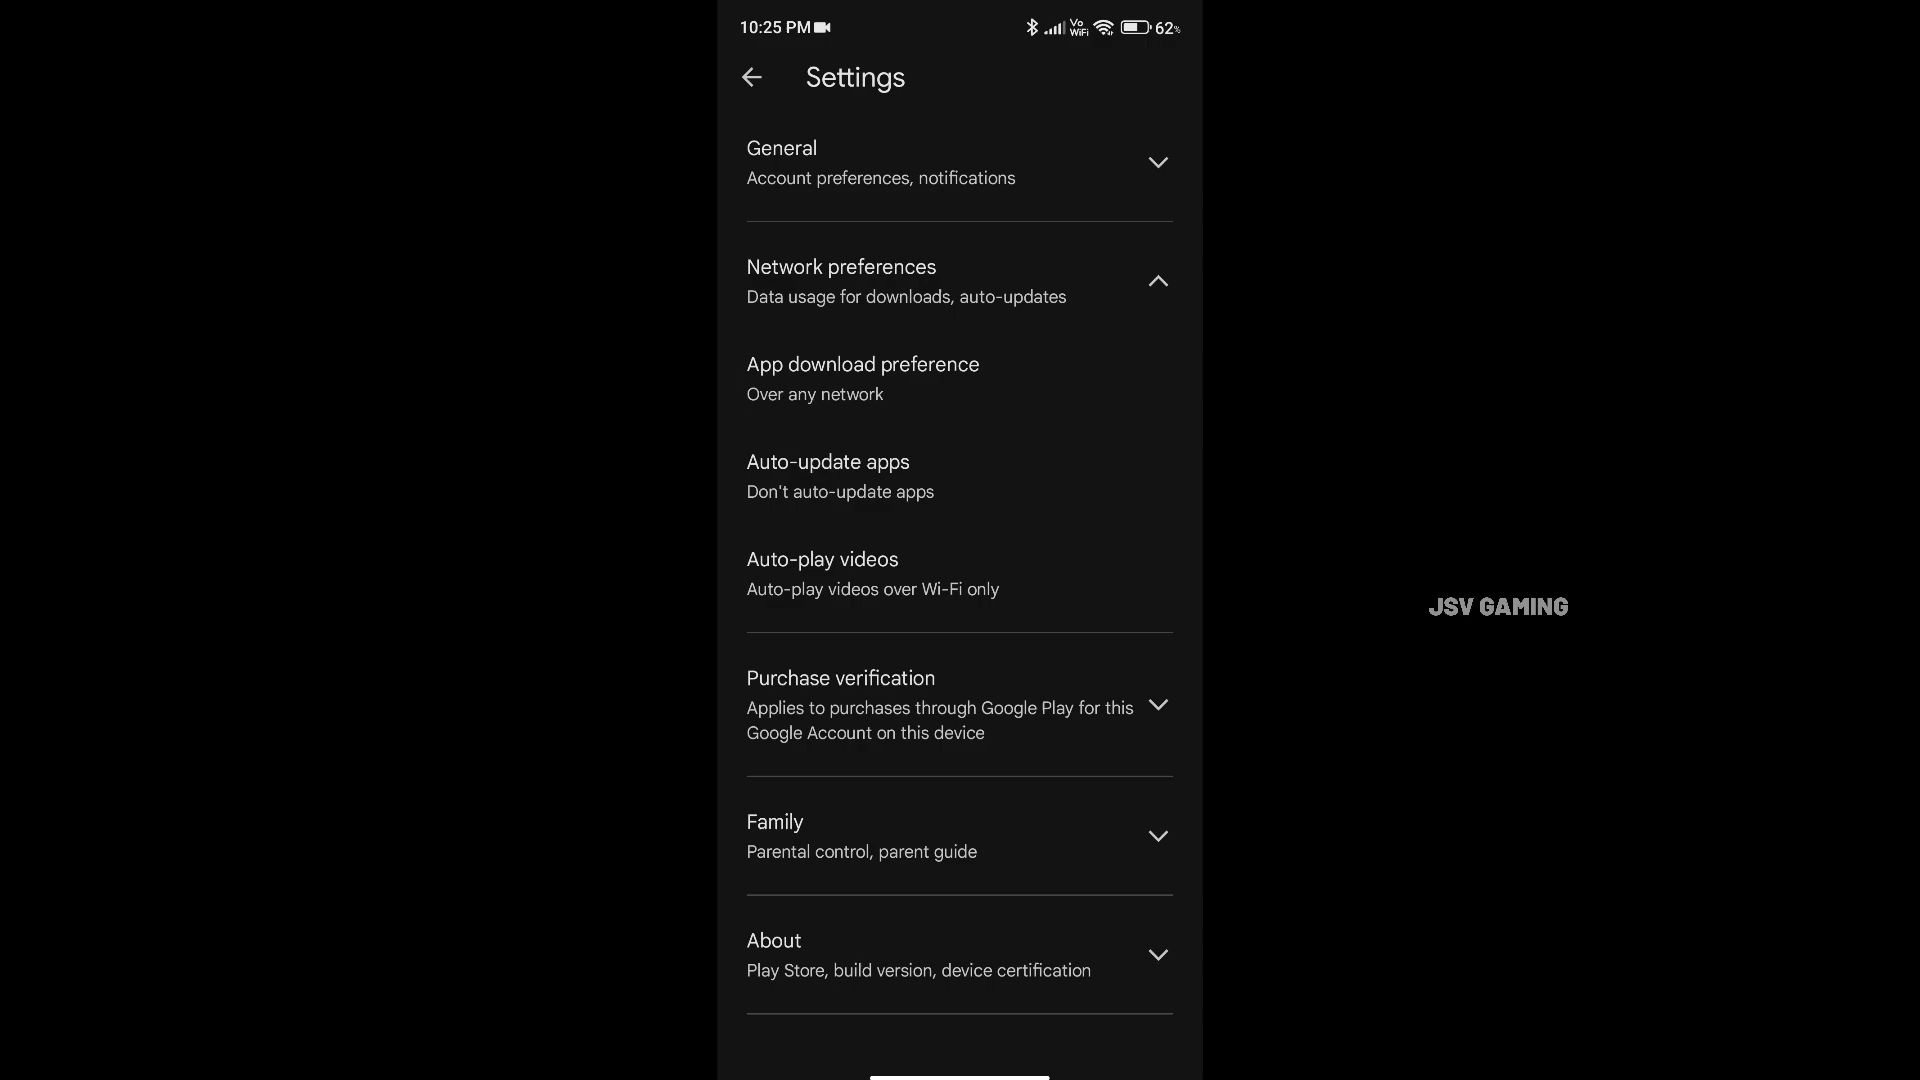 10:25 PM
Vo WiFi 62%
Settings
General
Account preferences, notifications
Network preferences
Data usage for downloads, auto-updates
App download preference
Over any network
Auto-update apps
Don't auto-update apps
Auto-play videos
Auto-play videos over Wi-Fi only
JSV GAMING
Purchase verification
Applies to purchases through Google Play for this
Google Account on this device
Family
Parental control, parent guide
About
Play Store, build version, device certification